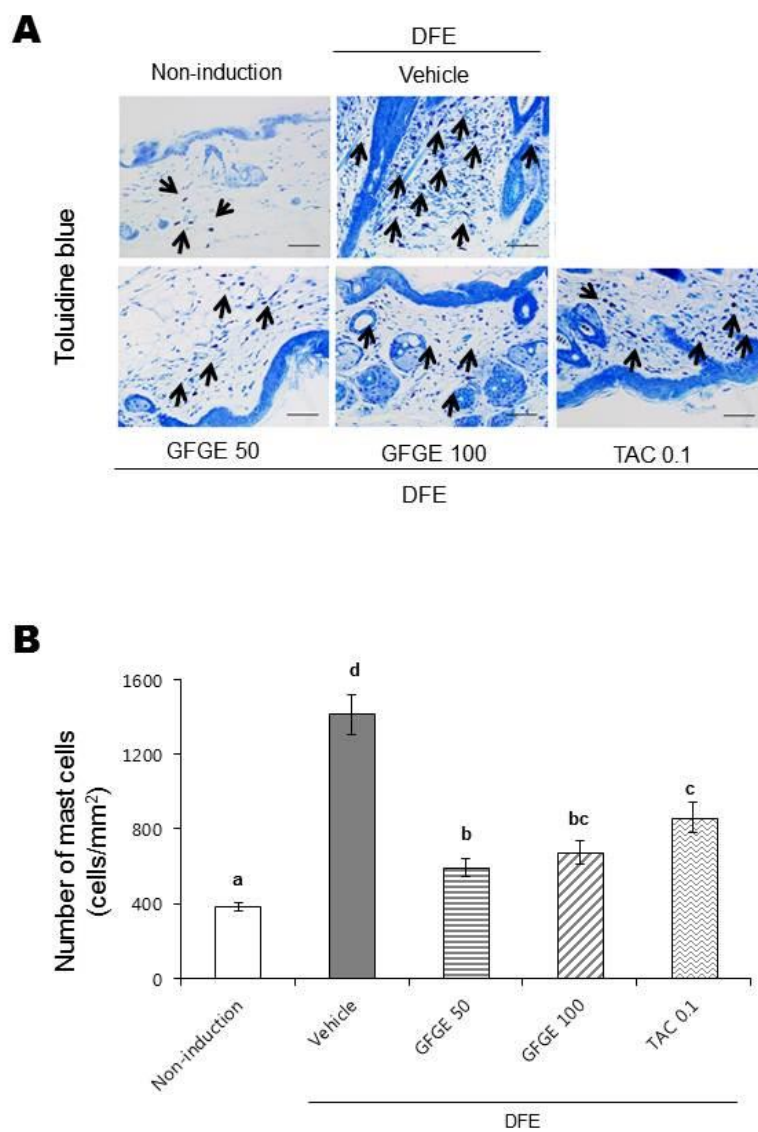 A
DFE
Non-induction
Vehicle
Toluidine blue
GFGE 50
GFGE 100
TAC 0.1
DFE
B
Number of mast cells
(cells/mm²)
1600
1200
800
400
0
a
d
b
bc
c
Non-induction
Vehicle
GFGE 50
GFGE 100
TAC 0.1
DFE